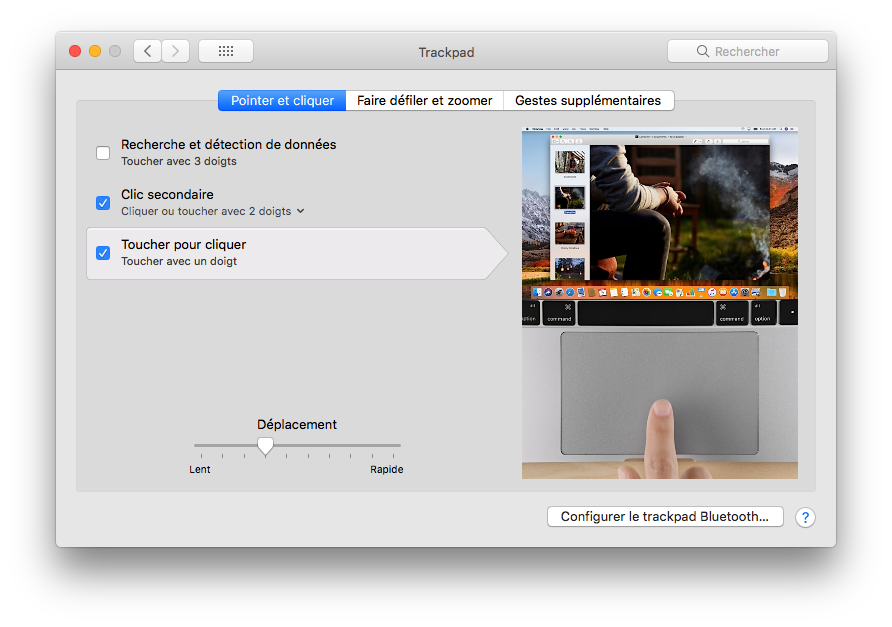 Trackpad
Rechercher
Pointer et cliquer
Faire défiler et zoomer
Gestes supplémentaires
Recherche et détection de données
Toucher avec 3 doigts
Clic secondaire
Cliquer ou toucher avec 2 doigts
Toucher pour cliquer
Toucher avec un doigt
command
command
option
Déplacement
Lent
Rapide
Configurer le trackpad Bluetooth...
?